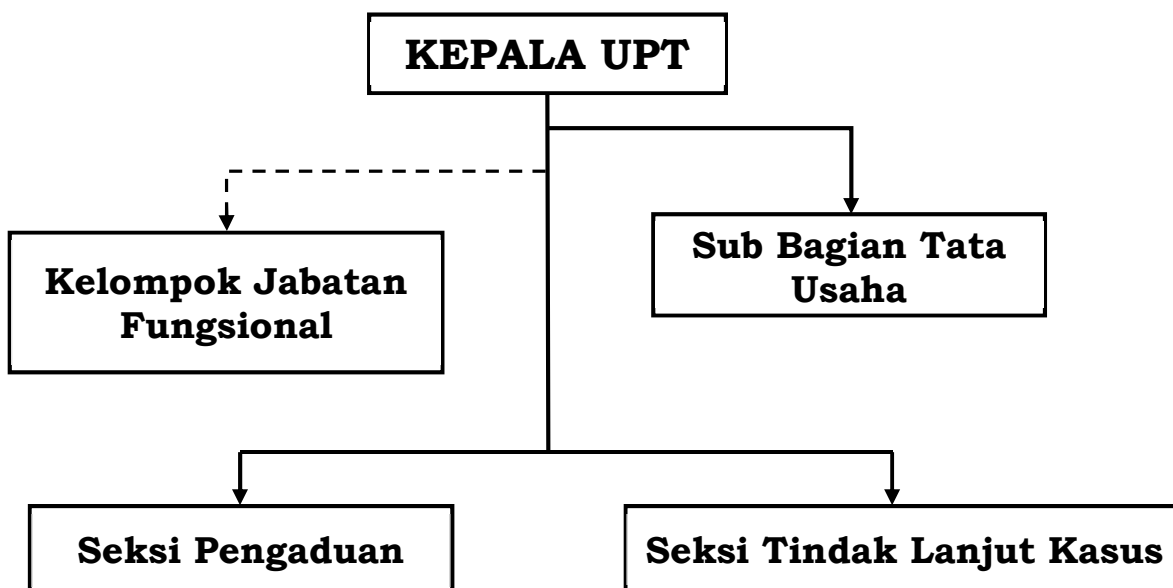 KEPALA UPT
Sub Bagian Tata
Usaha
Kelompok Jabatan
Fungsional
Seksi Pengaduan
Seksi Tindak Lanjut Kasus